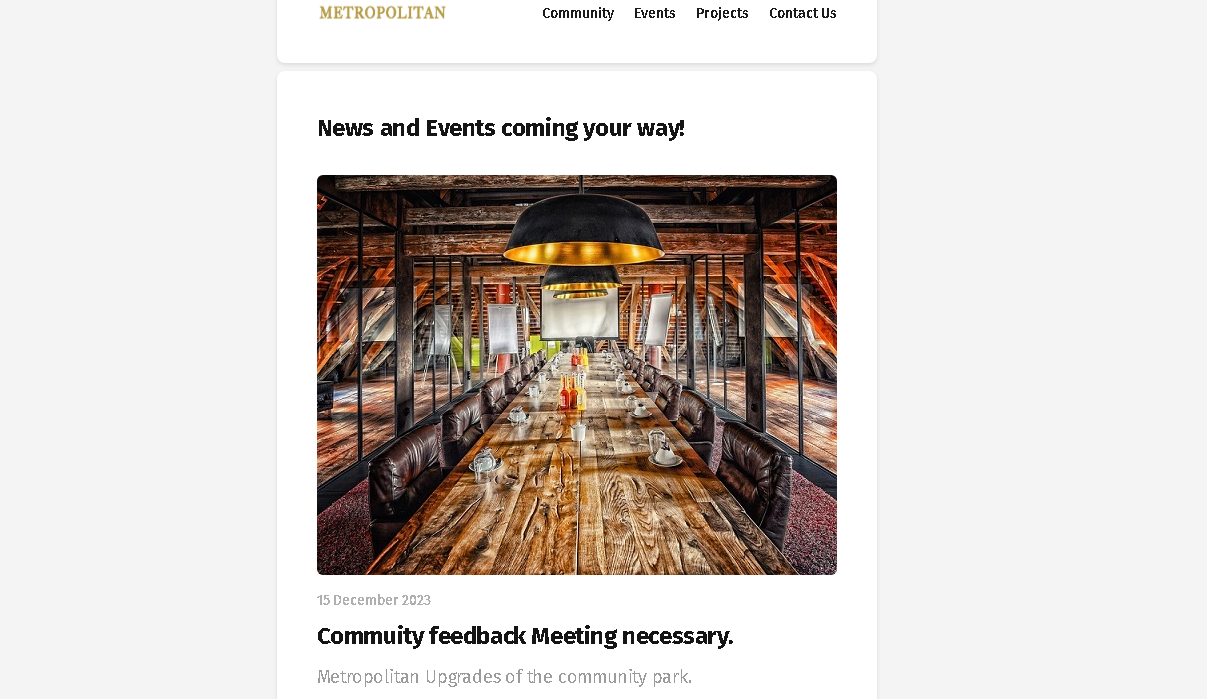 METROPOLITAN
Community Events Projects Contact Us
News and Events coming your way!
15 December 2023
Commuity feedback Meeting necessary.
Metropolitan Upgrades of the community park.